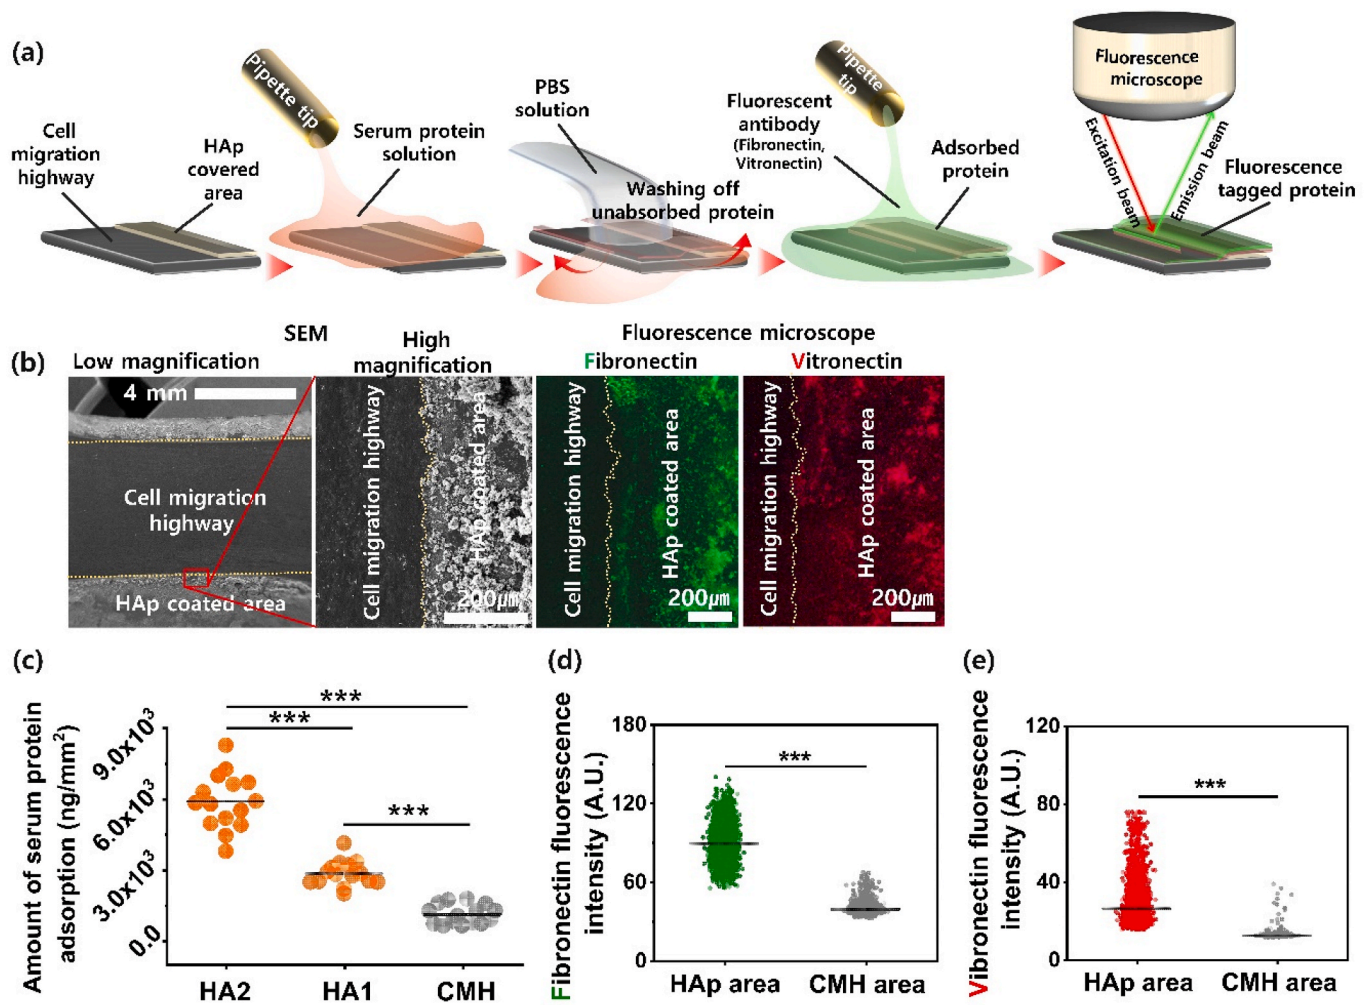 (a)
Cell
migration
highway
HAp
covered
area
Pipette tip
Serum protein
solution
PBS
solution
Washing off
unabsorbed protein
Fluorescent
antibody
(Fibronectin,
Vitronectin)
Pipette
tip
Adsorbed
protein
Fluorescence
microscope
Excitation beam
Emission beam
Fluorescence
tagged protein
(b)
SEM
Low magnification
High
magnification
Fluorescence microscope
Fibronectin
Vitronectin
4 mm
Cell migration
highway
HAp coated area
Cell migration highway
HAp coated area
200㎛
Cell migration highway
HAp coated area
200㎛
Cell migration highway
HAp coated area
200㎛
(c)
Amount of serum protein
adsorption (ng/mm²)
9.0x10³
6.0x10³
3.0x10³
0.0
***
***
***
HA2
HA1
CMH
(d)
Fibronectin fluorescence
intensity (A.U.)
180
120
60
0
***
HAp area
CMH area
(e)
Vibronectin fluorescence
intensity (A.U.)
120
80
40
0
***
HAp area
CMH area